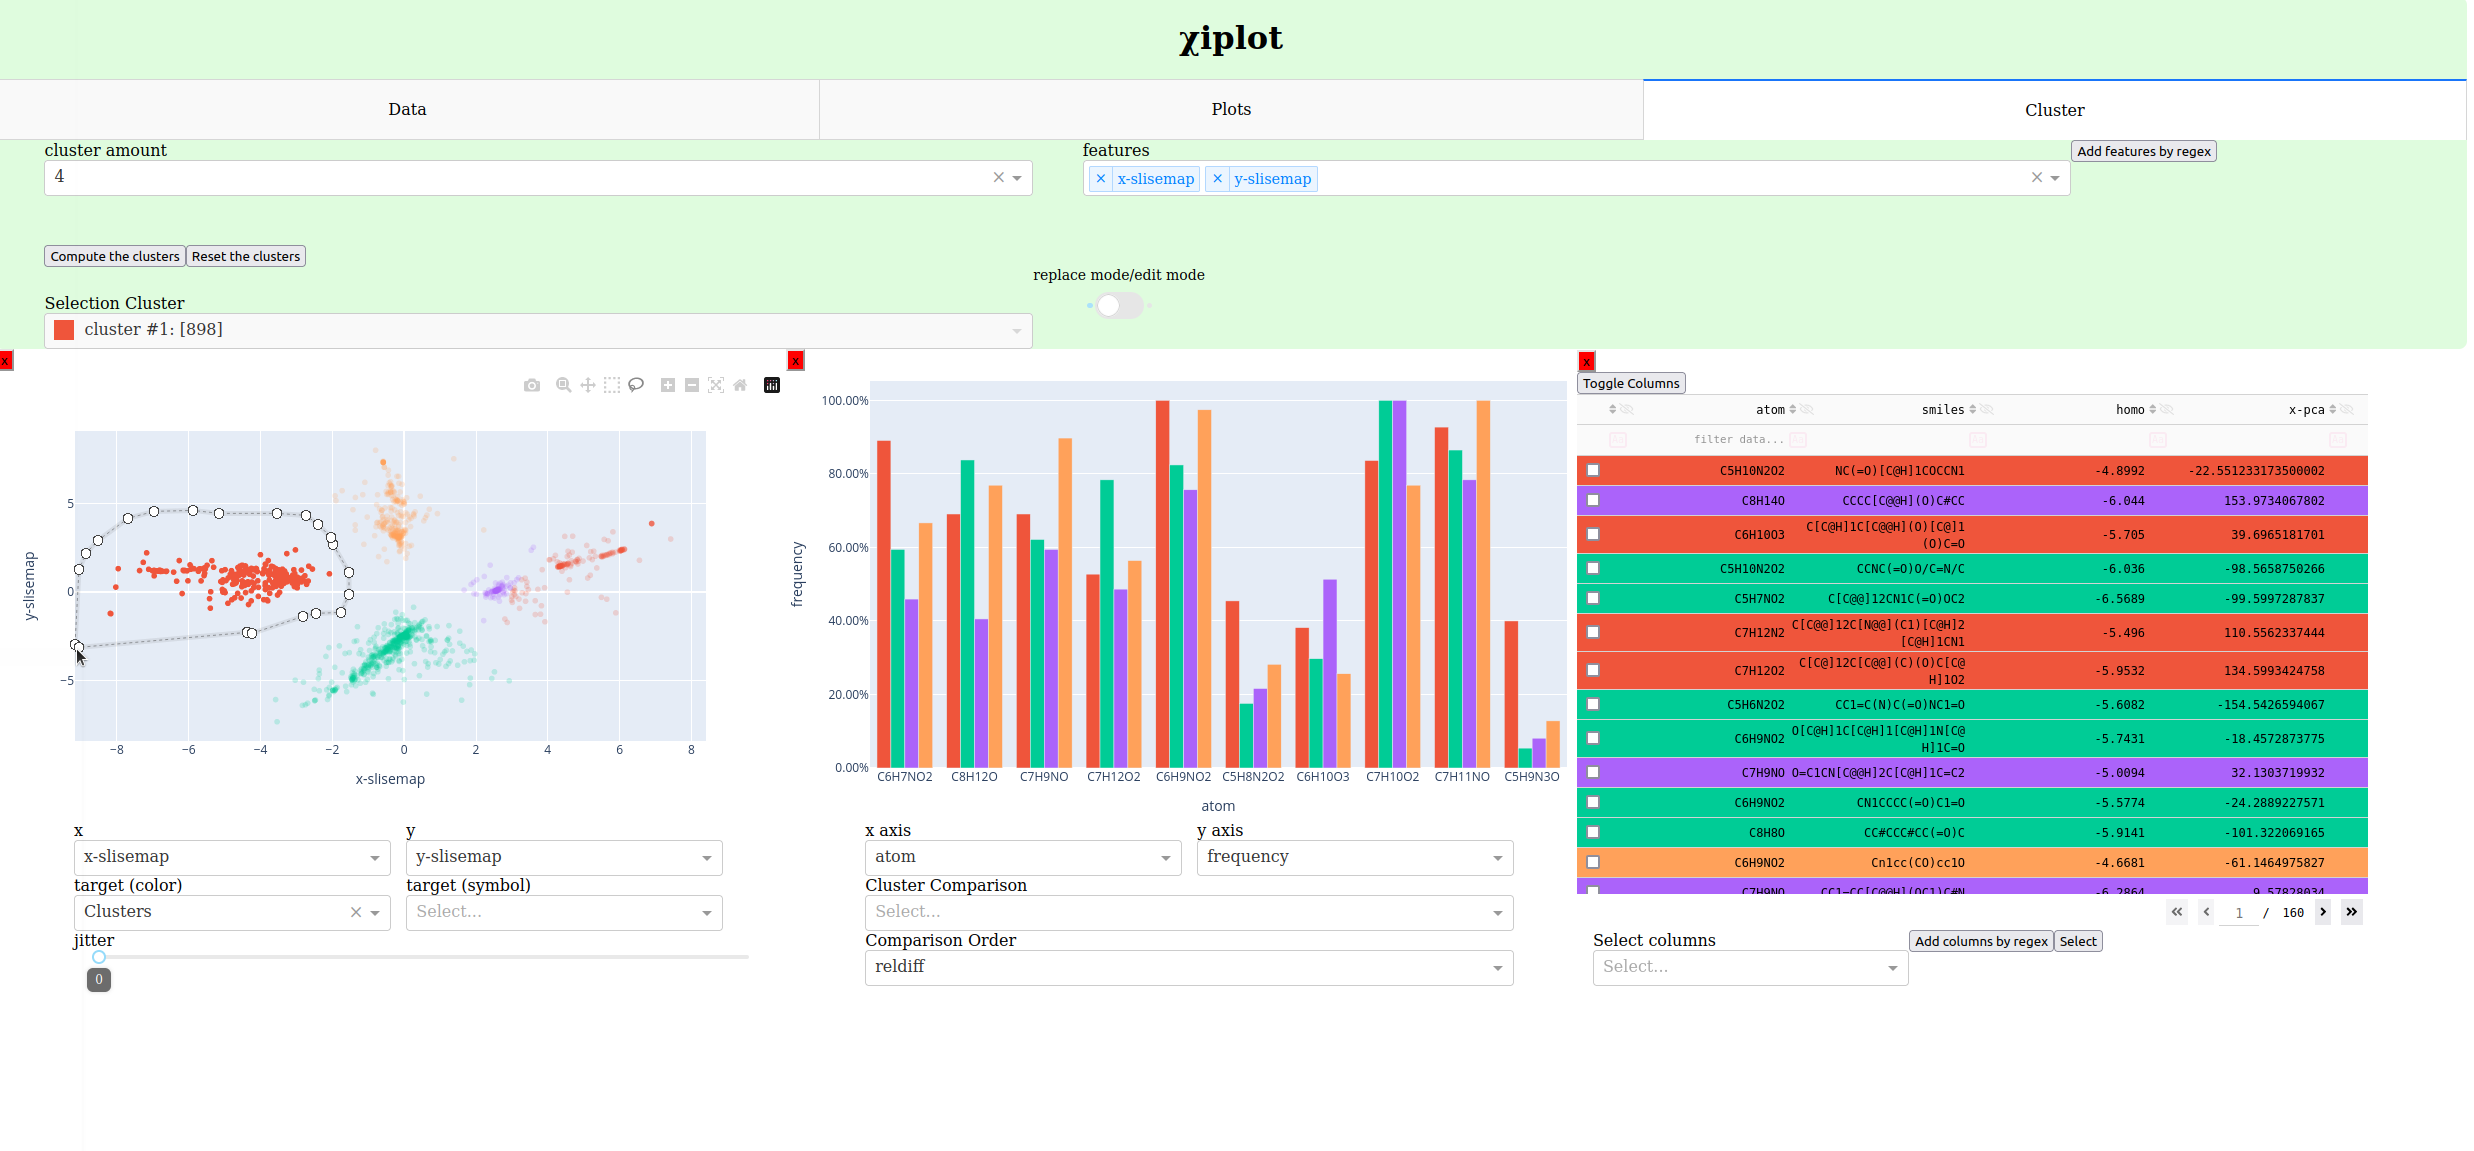 χiplot
Data
Plots
Cluster
cluster amount
4
features
× x-slisemap × y-slisemap
Add features by regex
Compute the clusters
Reset the clusters
replace mode/edit mode
Selection Cluster
cluster #1: [898]
x
x
x
y-slisemap
5
0
−5
−8 −6 −4 −2 0 2 4 6 8
x-slisemap
x
x-slisemap
y
y-slisemap
target (color)
Clusters
target (symbol)
Select...
jitter
0
frequency
100.00%
80.00%
60.00%
40.00%
20.00%
0.00%
C6H7NO2 C8H12O C7H9NO C7H12O2 C6H9NO2 C5H8N2O2 C6H10O3 C7H10O2 C7H11NO C5H9N3O
atom
x axis
atom
y axis
frequency
Cluster Comparison
Select...
Comparison Order
reldiff
Toggle Columns
atom smiles homo x-pca
filter data...
C5H10N2O2 NC(=O)[C@H]1COCCN1 -4.8992 -22.551233173500002
C8H14O CCCC[C@@H](O)C#CC -6.044 153.9734067802
C6H10O3 C[C@H]1C[C@@H](O)[C@]1
(O)C=O -5.705 39.6965181701
C5H10N2O2 CCNC(=O)O/C=N/C -6.036 -98.5658750266
C5H7NO2 C[C@@]12CN1C(=O)OC2 -6.5689 -99.5997287837
C7H12N2 C[C@@]12C[N@@](C1)[C@H]2
[C@H]1CN1 -5.496 110.5562337444
C7H12O2 C[C@]12C[C@@](C)(O)C[C@
H]1O2 -5.9532 134.5993424758
C5H6N2O2 CC1=C(N)C(=O)NC1=O -5.6082 -154.5426594067
C6H9NO2 O[C@H]1C[C@H]1[C@H]1N[C@
H]1C=O -5.7431 -18.4572873775
C7H9NO O=C1CN[C@@H]2C[C@H]1C=C2 -5.0094 32.1303719932
C6H9NO2 CN1CCCC(=O)C1=O -5.5774 -24.2889227571
C8H8O CC#CCC#CC(=O)C -5.9141 -101.322069165
C6H9NO2 Cn1cc(CO)cc1O -4.6681 -61.1464975827
C7H9NO CC1=CC[C@@H](OC1)C#N -6.2864 9.57828034
1 / 160
Select columns
Select...
Add columns by regex
Select